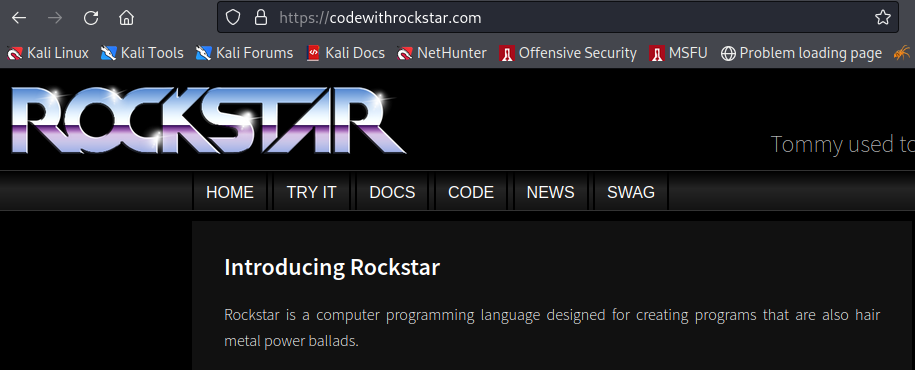 https://codewithrockstar.com
Kali Linux Kali Tools Kali Forums Kali Docs NetHunter Offensive Security MSFU Problem loading page
ROCKSTAR
Tommy used to
HOME TRY IT DOCS CODE NEWS SWAG
Introducing Rockstar
Rockstar is a computer programming language designed for creating programs that are also hair
metal power ballads.